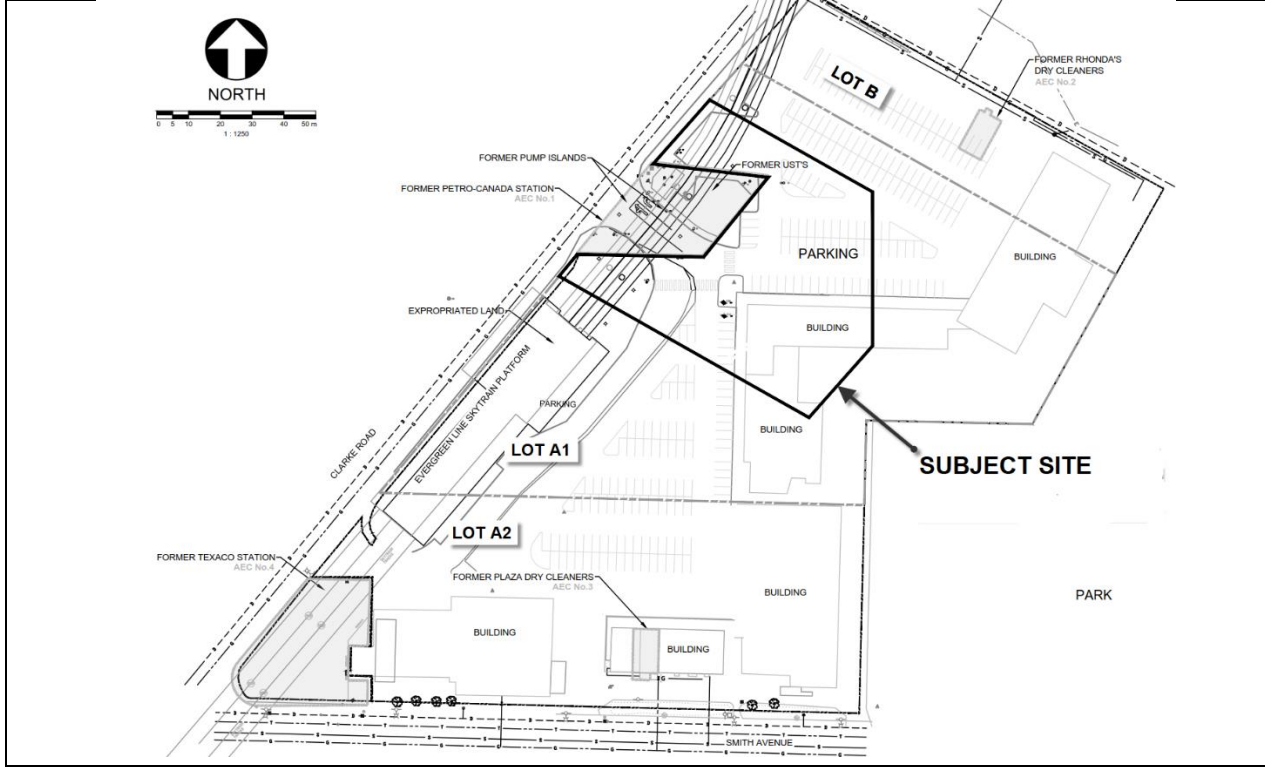 NORTH
0 5 10 20 30 40 50 m
1 : 1250
LOT B
FORMER RHONDA'S
DRY CLEANERS
AEC No.2
FORMER PUMP ISLANDS
FORMER UST'S
FORMER PETRO-CANADA STATION
AEC No.1
PARKING
BUILDING
EXPROPRIATED LAND
BUILDING
EVERGREEN LINE SKYTRAIN PLATFORM
PARKING
CLARKE ROAD
BUILDING
LOT A1
SUBJECT SITE
LOT A2
FORMER TEXACO STATION
AEC No.4
FORMER PLAZA DRY CLEANERS
AEC No.3
BUILDING
PARK
BUILDING
BUILDING
SMITH AVENUE